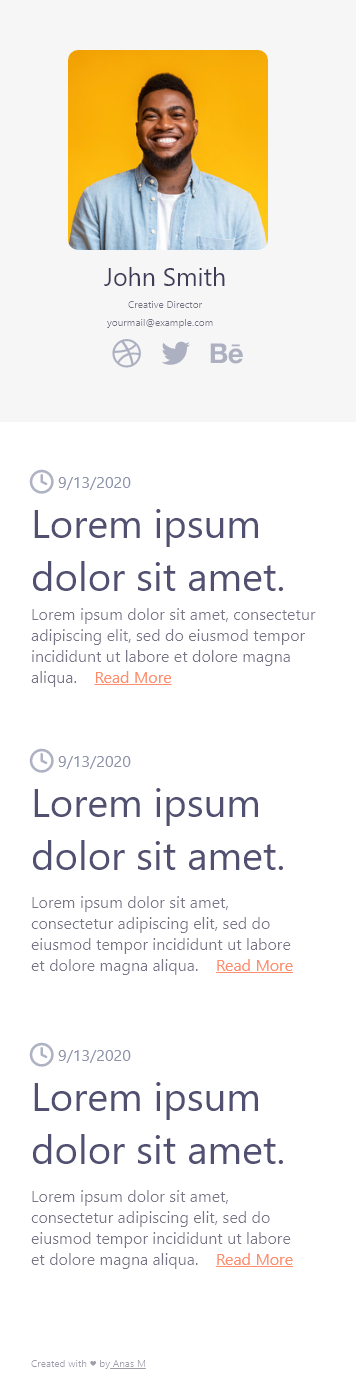 John Smith
Creative Director
yourmail@example.com
Bē
9/13/2020
Lorem ipsum
dolor sit amet.
Lorem ipsum dolor sit amet, consectetur
adipiscing elit, sed do eiusmod tempor
incididunt ut labore et dolore magna
aliqua. Read More
9/13/2020
Lorem ipsum
dolor sit amet.
Lorem ipsum dolor sit amet,
consectetur adipiscing elit, sed do
eiusmod tempor incididunt ut labore
et dolore magna aliqua. Read More
9/13/2020
Lorem ipsum
dolor sit amet.
Lorem ipsum dolor sit amet,
consectetur adipiscing elit, sed do
eiusmod tempor incididunt ut labore
et dolore magna aliqua. Read More
Created with ❤ by Anas M